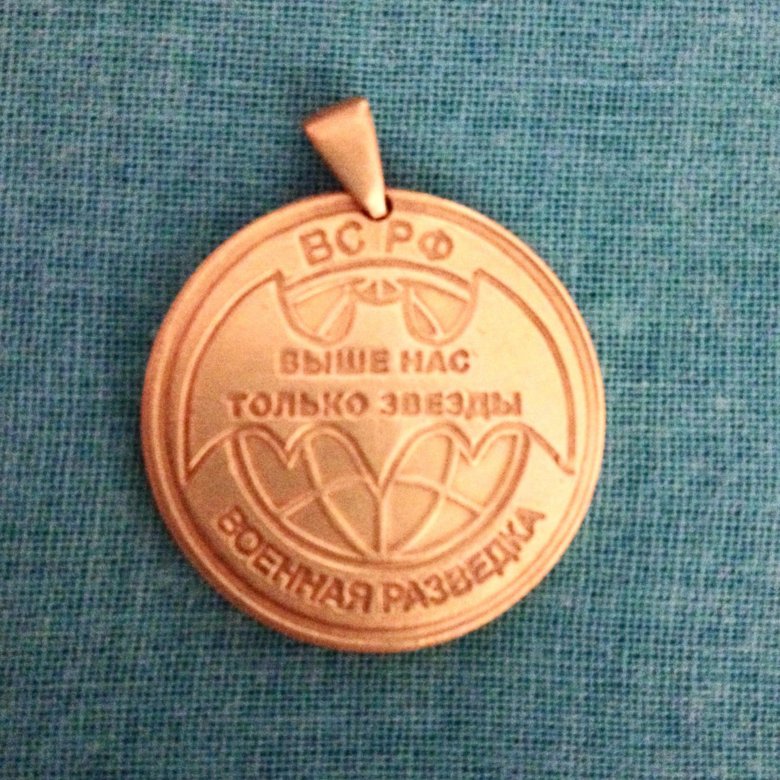 ВС РФ
ВЫШЕ НАС
ТОЛЬКО ЗВЕЗДЫ
ВОЕННАЯ РАЗВЕДКА